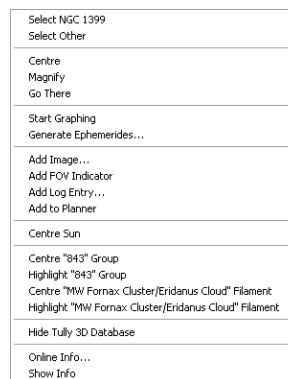 Select NGC 1399
Select Other
Centre
Magnify
Go There
Start Graphing
Generate Ephemerides...
Add Image...
Add FOV Indicator
Add Log Entry...
Add to Planner
Centre Sun
Centre "843" Group
Highlight "843" Group
Centre "MW Fornax Cluster/Eridanus Cloud" Filament
Highlight "MW Fornax Cluster/Eridanus Cloud" Filament
Hide Tully 3D Database
Online Info...
Show Info